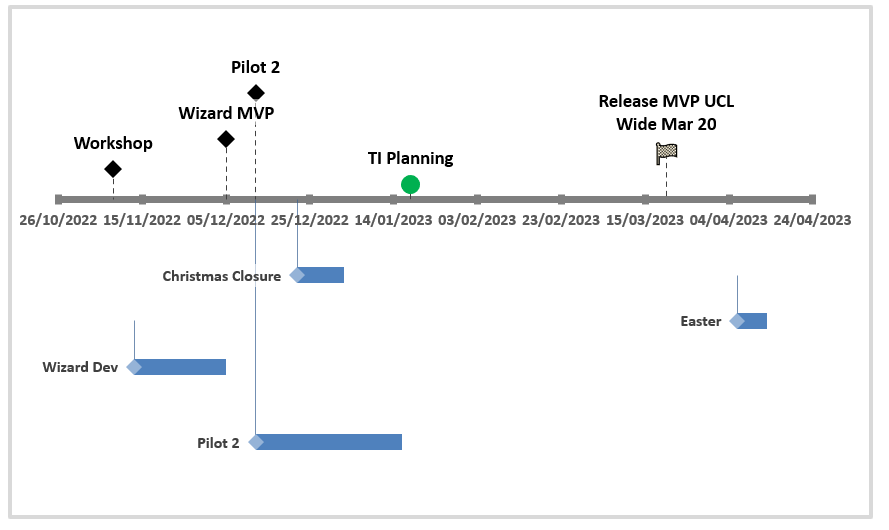 Pilot 2
Wizard MVP
Release MVP UCL
Wide Mar 20
Workshop
TI Planning
26/10/2022 15/11/2022 05/12/2022 25/12/2022 14/01/2023 03/02/2023 23/02/2023 15/03/2023 04/04/2023 24/04/2023
Christmas Closure
Easter
Wizard Dev
Pilot 2